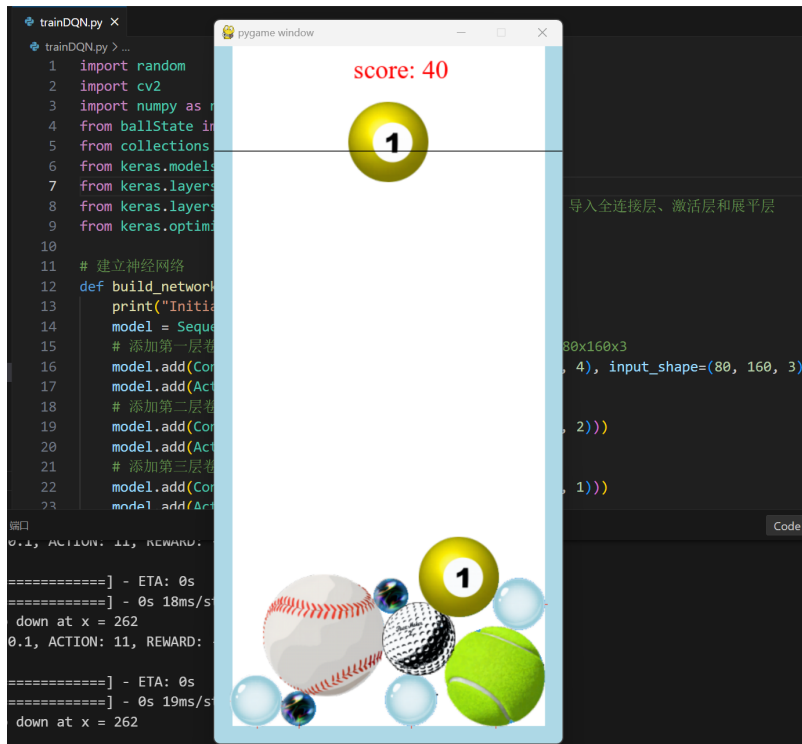 trainDQN.py
pygame window
trainDQN.py > ...
score: 40
1 import random
2 import cv2
3 import numpy as
4 from ballState
5 from collections
6 from keras.models
7 from keras.layers
8 from keras.layers 导入全连接层、激活层和展平层
9 from keras.optimi
10
11 # 建立神经网络
12 def build_network
13 print("Initia
14 model = Seque
15 # 添加第一层卷 80x160x3
16 model.add(Con , 4), input_shape=(80, 160, 3)
17 model.add(Act
18 # 添加第二层卷
19 model.add(Con , 2)))
20 model.add(Act
21 # 添加第三层卷
22 model.add(Con , 1)))
23 model.add(Act
1
端口
Code
0.1, ACTION: 11, REWARD: -
============] - ETA: 0s
============] - 0s 18ms/st
down at x = 262
0.1, ACTION: 11, REWARD: -
============] - ETA: 0s
============] - 0s 19ms/st
down at x = 262
1